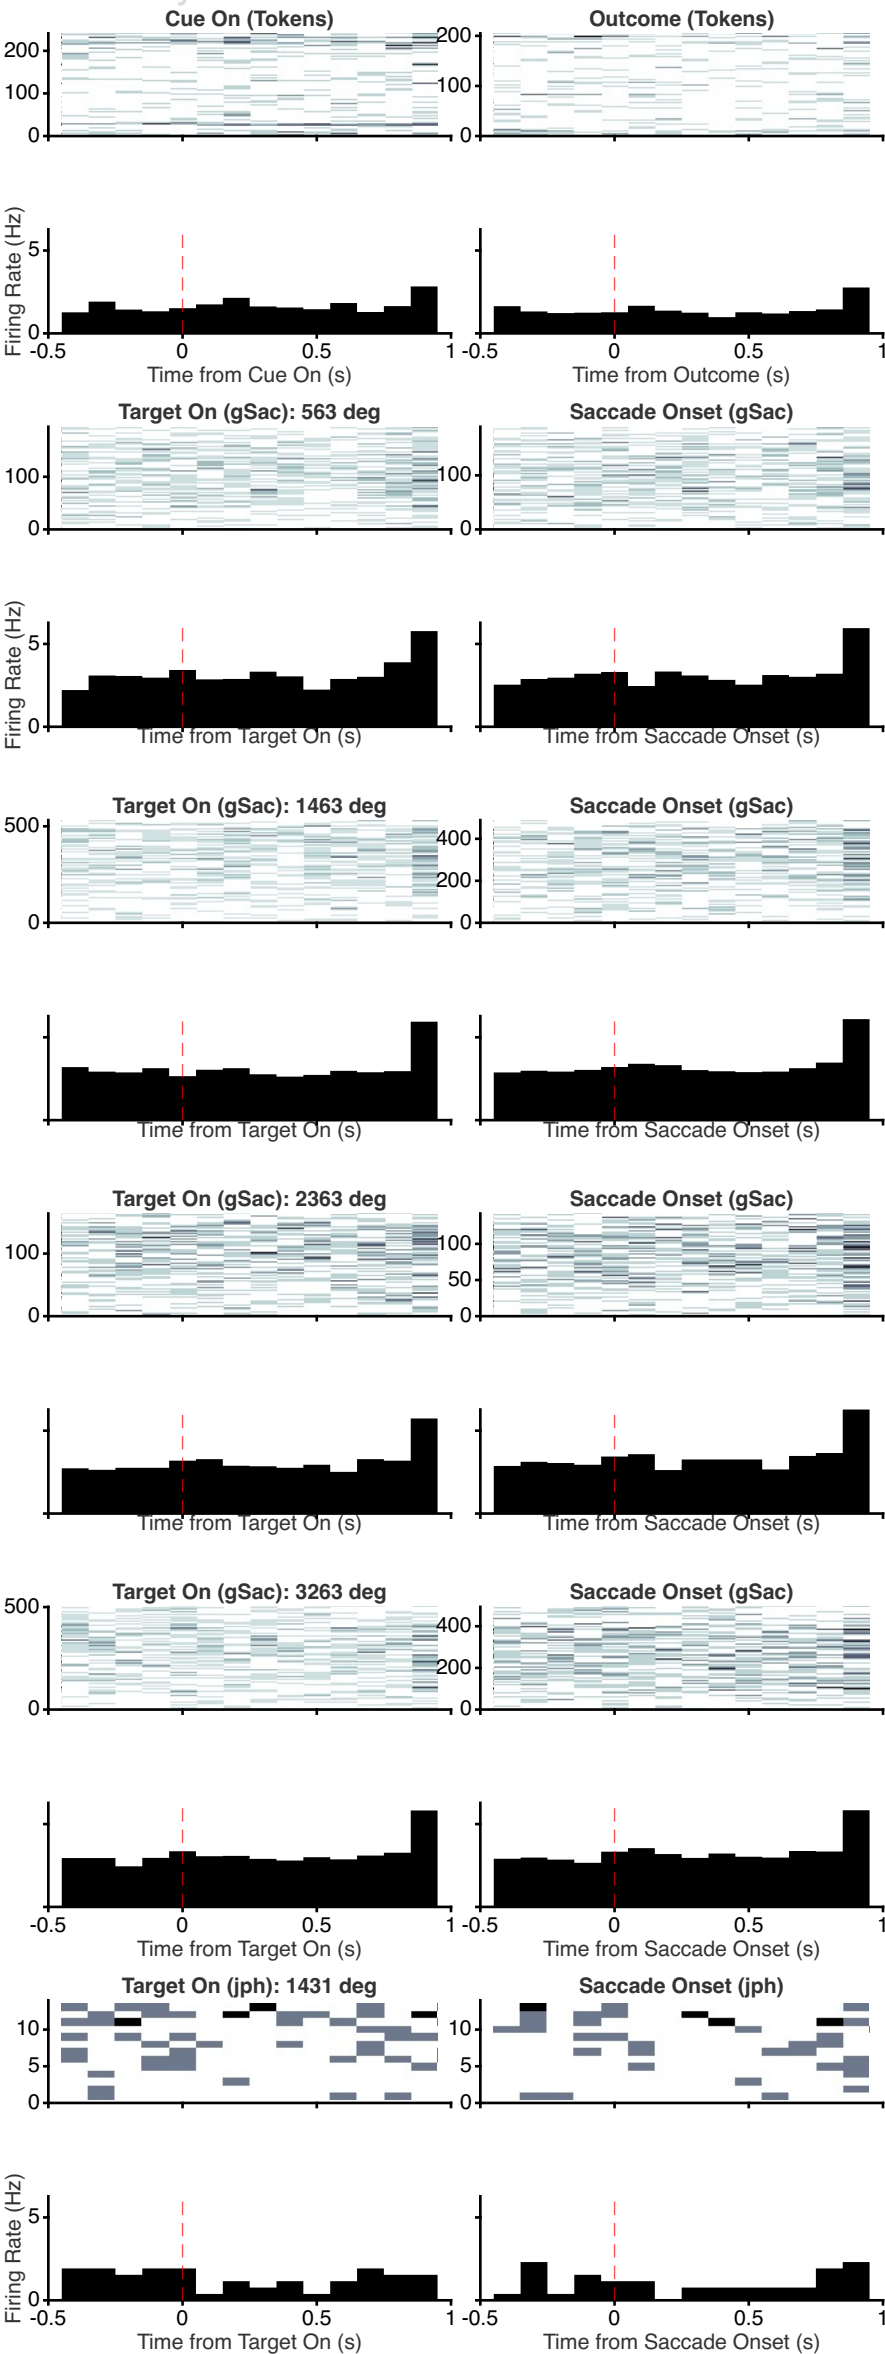 Cue On (Tokens) Outcome (Tokens)
200 200
100 100
0 0
Firing Rate (Hz)
5
0
-0.5 0 0.5 1 -0.5 0 0.5 1
Time from Cue On (s) Time from Outcome (s)
Target On (gSac): 563 deg Saccade Onset (gSac)
100 100
0 0
Firing Rate (Hz)
5
0
Time from Target On (s) Time from Saccade Onset (s)
Target On (gSac): 1463 deg Saccade Onset (gSac)
500 400
200
0 0
Time from Target On (s) Time from Saccade Onset (s)
Target On (gSac): 2363 deg Saccade Onset (gSac)
100 100
50
0 0
Time from Target On (s) Time from Saccade Onset (s)
Target On (gSac): 3263 deg Saccade Onset (gSac)
500 400
200
0 0
-0.5 0 0.5 1 -0.5 0 0.5 1
Time from Target On (s) Time from Saccade Onset (s)
Target On (jph): 1431 deg Saccade Onset (jph)
10 10
5 5
0 0
Firing Rate (Hz)
5
0
-0.5 0 0.5 1 -0.5 0 0.5 1
Time from Target On (s) Time from Saccade Onset (s)